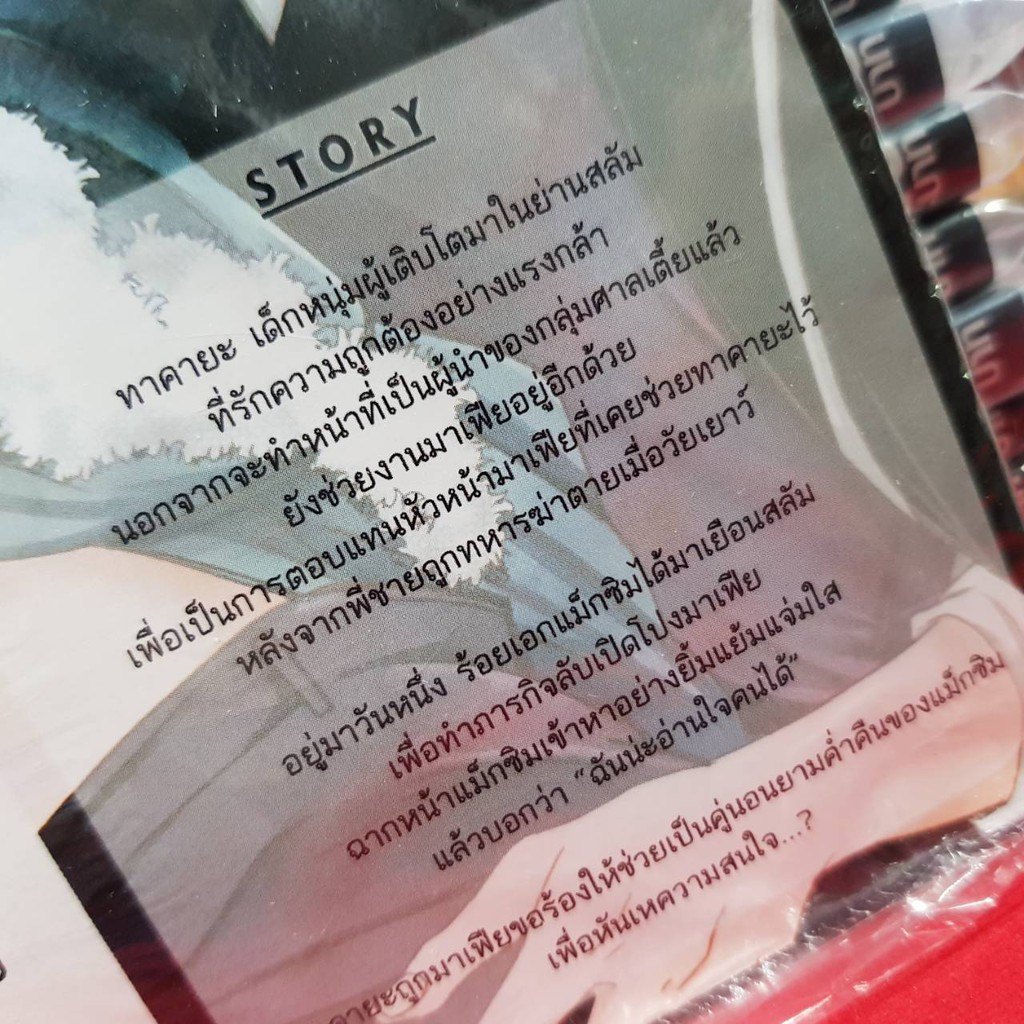 STORY
ทาคายะ เด็กหนุ่มผู้เติบโตมาในย่านสลัม
ที่รักความถูกต้องอย่างแรงกล้า
นอกจากจะทำหน้าที่เป็นผู้นำของกลุ่มศาลเตี้ยแล้ว
ยังช่วยงานมาเฟียอยู่อีกด้วย
เพื่อเป็นการตอบแทนหัวหน้ามาเฟียที่เคยช่วยทาคายะไว้
หลังจากพี่ชายถูกทหารฆ่าตายเมื่อวัยเยาว์
อยู่มาวันหนึ่ง ร้อยเอกแม็กซิมได้มาเยือนสลัม
เพื่อทำภารกิจลับเปิดโปงมาเฟีย
ฉากหน้าแม็กซิมเข้าหาอย่างยิ้มแย้มแจ่มใส
แล้วบอกว่า “ฉันน่ะอ่านใจคนได้”
คายะถูกมาเฟียขอร้องให้ช่วยเป็นคู่นอนยามค่ำคืนของแม็กซิม
เพื่อหันเหความสนใจ...?